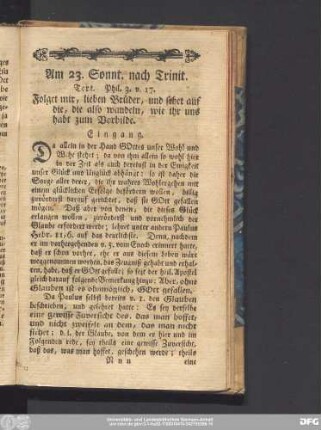 Am 23. Sonnt. nach Trinit.
Text. Phil. 3. v. 17.
Folget mir, lieben Brüder, und sehet auf
die, die also wandeln, wie ihr uns
habt zum Vorbilde.
Eingang.
Da allein in der Hand GOttes unser Wohl und
Weh stehet; da von ihm allein so wohl hier
in der Zeit als auch dereinst in der Ewigkeit
unser Glück und Unglück abhänget: so ist daher die
Sorge aller derer, die ihr wahres Wohlergehen mit
einem glücklichen Erfolge befördern wollen, billig
zuvörderst darauf gerichtet, daß sie GOtt gefallen
mögen. Daß aber von denen, die dieses Glück
erlangen wollen, zuvörderst und vornehmlich der
Glaube erfordert werde; lehret unter andern Paulus
Hebr. 11,6. auf das deutlichste. Denn, nachdem
er im vorhergehenden v. 5. vom Enoch erinnert hatte,
daß er schon vorher, ehe er aus diesem Leben wäre
weggenommen worden, das Zeugniß gehabt und erhal-
ten habe, daß er GOtt gefalle; so setzt der heil. Apostel
gleich darauf folgende Bemerkung hinzu: Aber, ohne
Glauben ist es ohnmöglich, GOtt gefallen.
Da Paulus selbst bereits v. 1. den Glauben
beschrieben, und gelehret hatte: Es sey derselbe
eine gewisse Zuversicht des, das man hoffet,
und nicht zweifeln an dem, das man nicht
siehet: d. i. der Glaube, von dem er hier und im
Folgenden rede, sey theils eine gewisse Zuversicht,
daß das, was man hoffet, geschehen werde; theils
Nnn eine